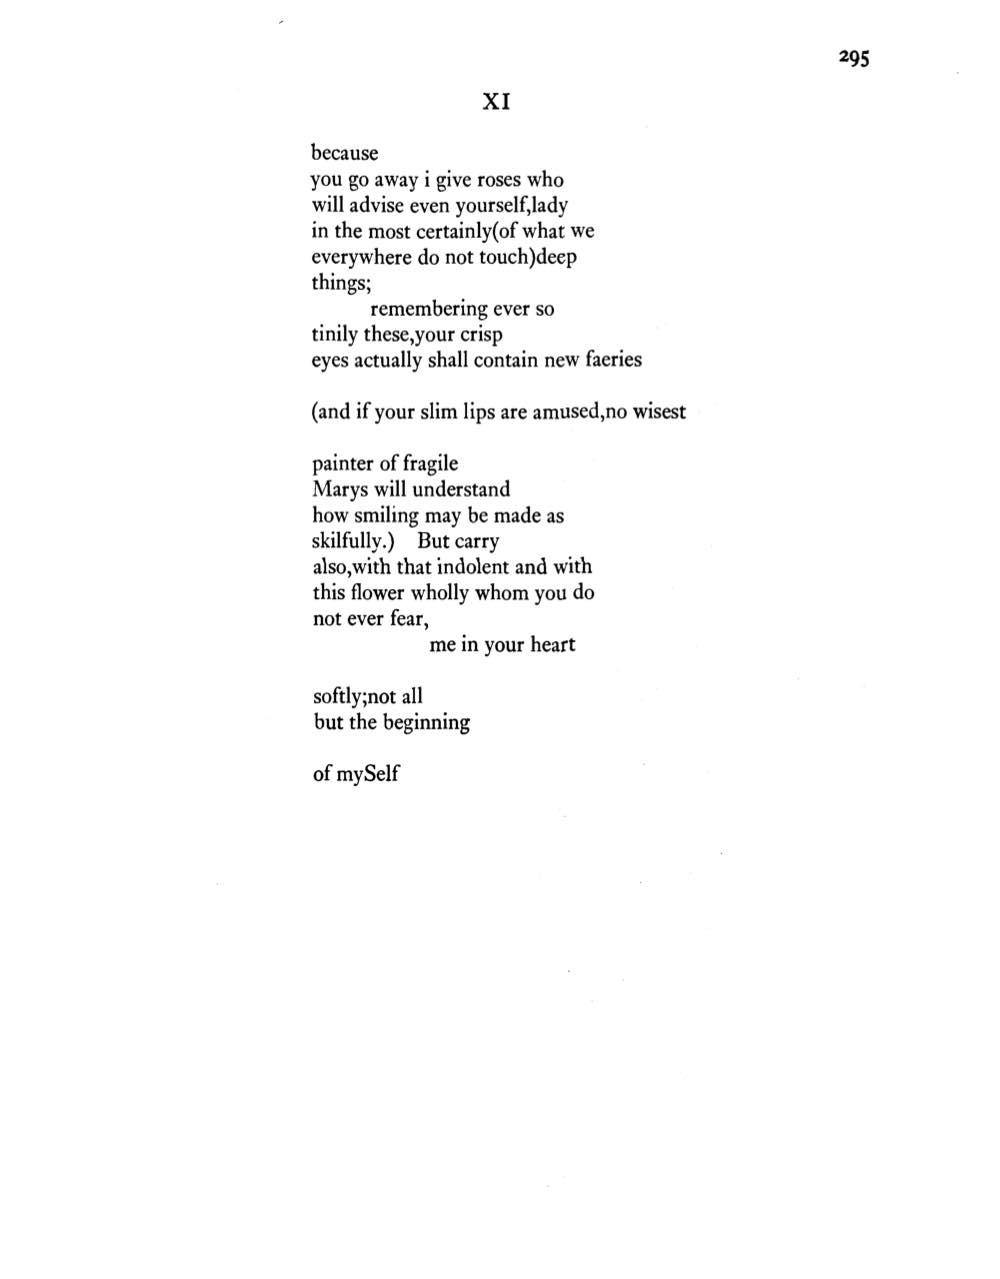 295
XI
because
you go away i give roses who
will advise even yourself,lady
in the most certainly(of what we
everywhere do not touch)deep
things;
remembering ever so
tinily these,your crisp
eyes actually shall contain new faeries
(and if your slim lips are amused,no wisest
painter of fragile
Marys will understand
how smiling may be made as
skilfully.) But carry
also,with that indolent and with
this flower wholly whom you do
not ever fear,
me in your heart
softly;not all
but the beginning
of mySelf